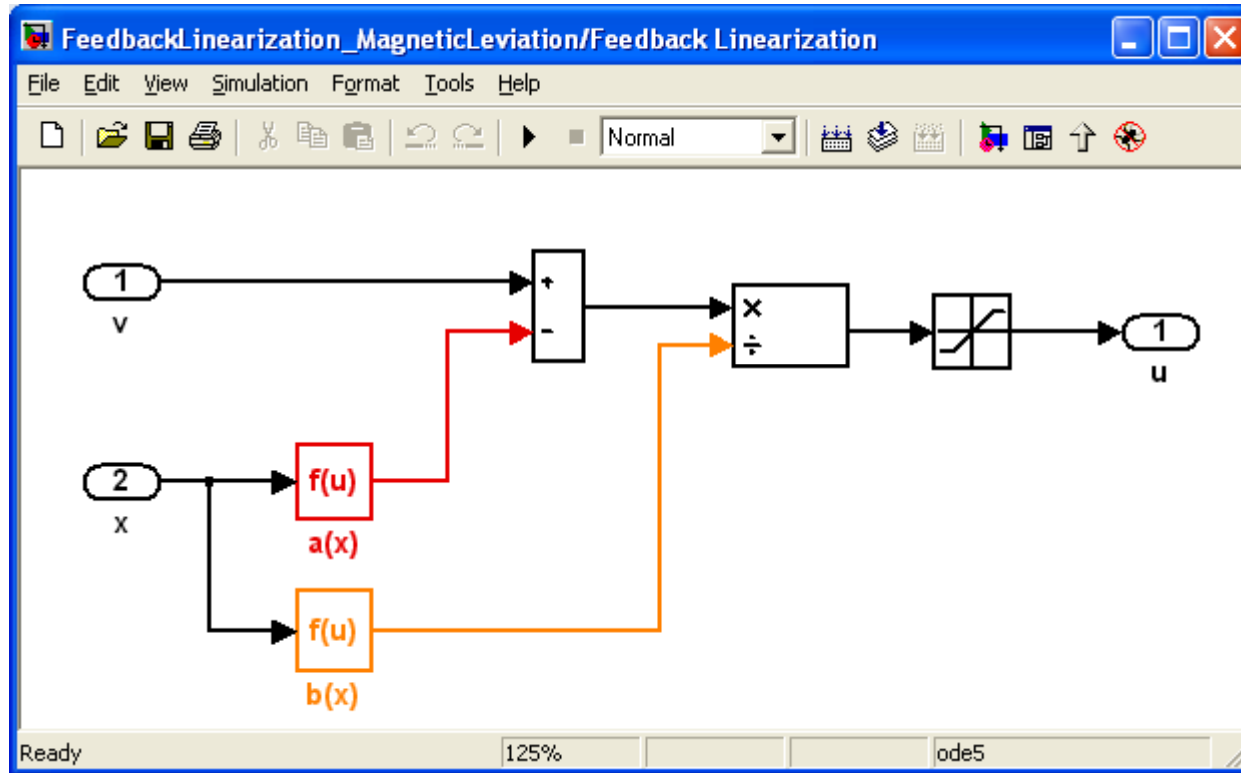 FeedbackLinearization_MagneticLeviation/Feedback Linearization
File Edit View Simulation Format Tools Help
Normal
1
v
+
−
×
÷
1
u
2
x
f(u)
a(x)
f(u)
b(x)
Ready 125% ode5